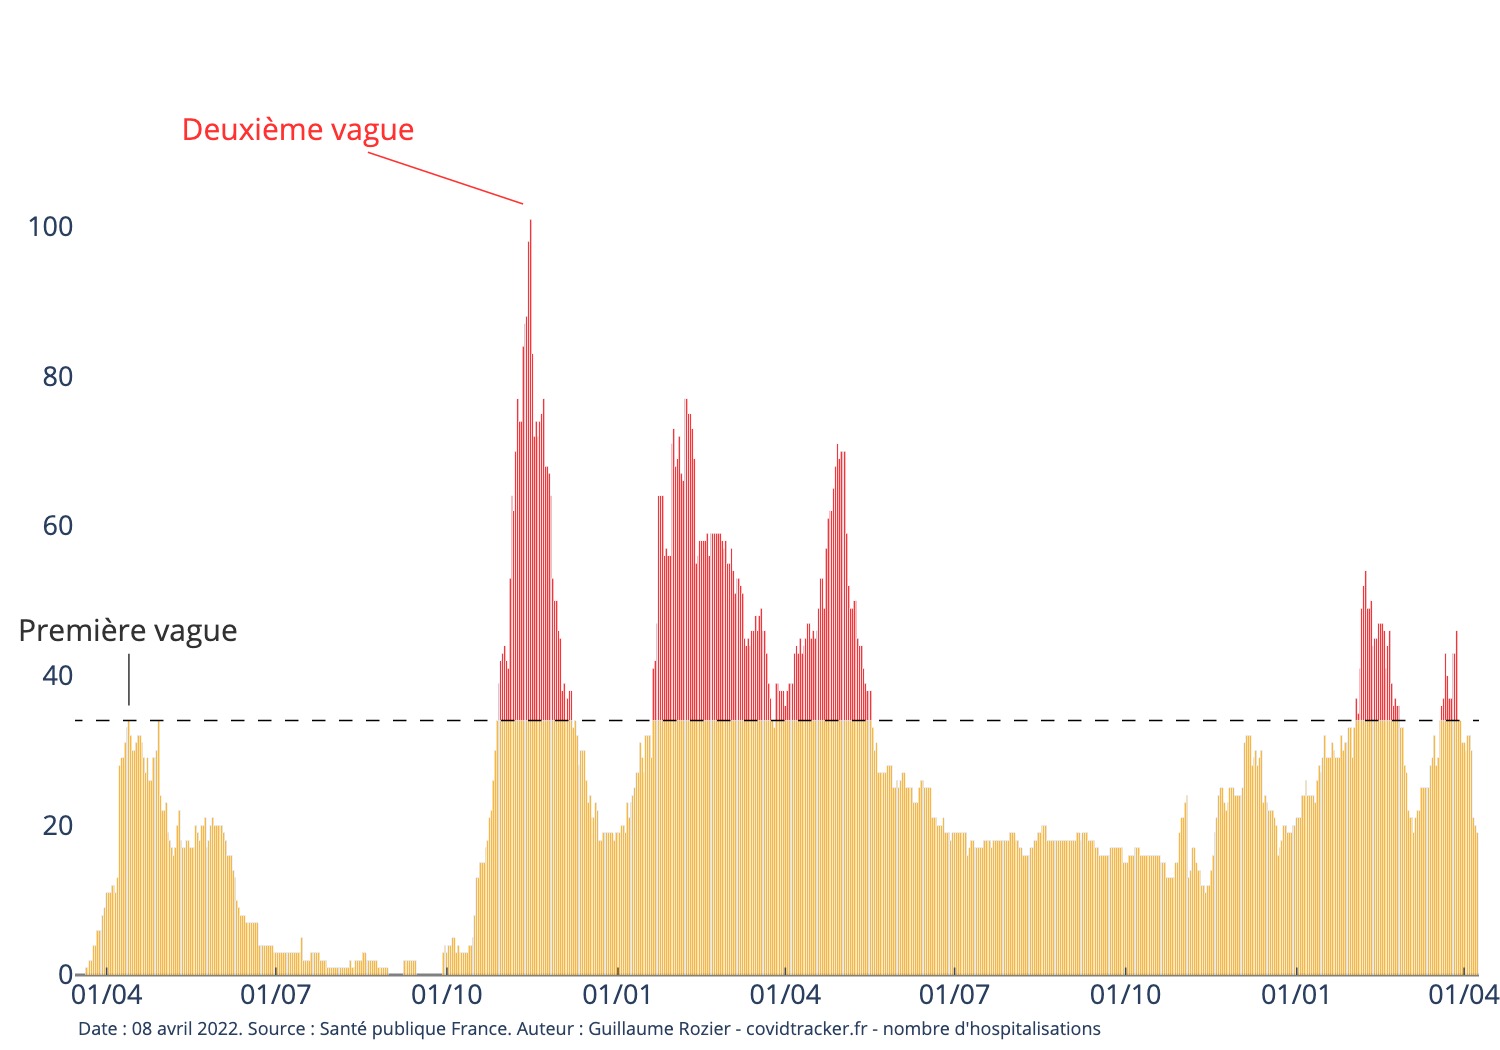 Deuxième vague
100
80
60
Première vague
40
20
0
01/04 01/07 01/10 01/01 01/04 01/07 01/10 01/01 01/04
Date : 08 avril 2022. Source : Santé publique France. Auteur : Guillaume Rozier - covidtracker.fr - nombre d'hospitalisations